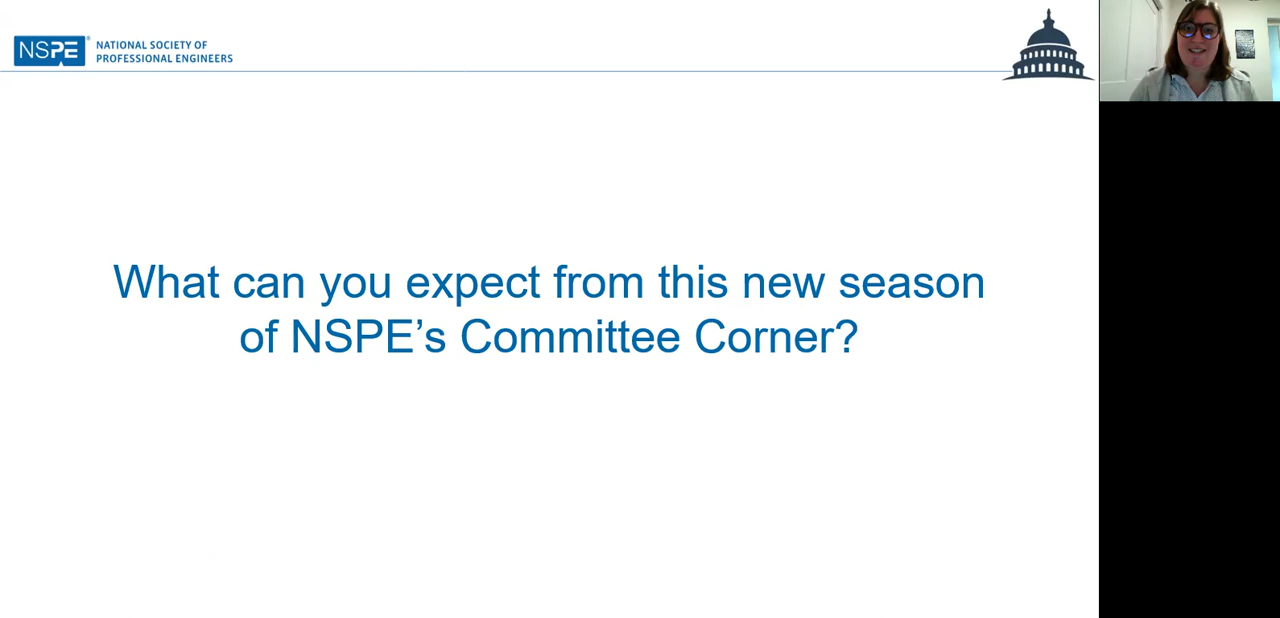 NSPE®
NATIONAL SOCIETY OF
PROFESSIONAL ENGINEERS
What can you expect from this new season
of NSPE’s Committee Corner?